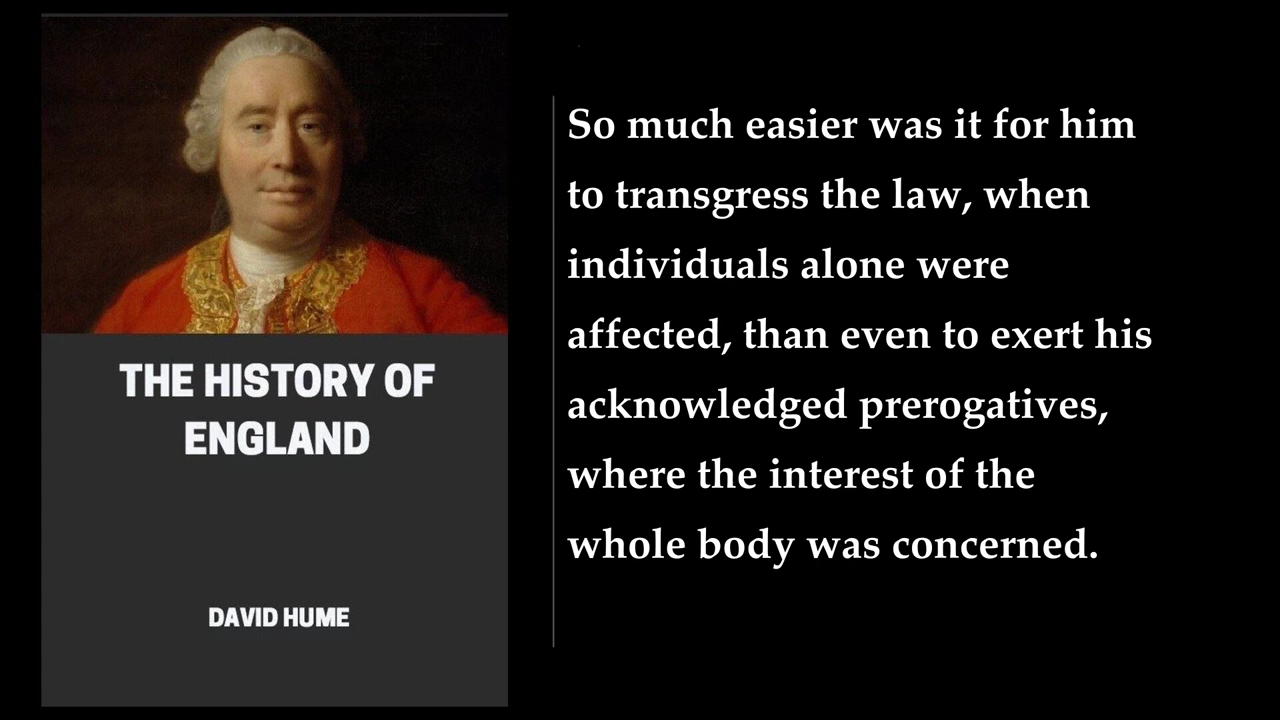 THE HISTORY OF
ENGLAND
DAVID HUME
So much easier was it for him
to transgress the law, when
individuals alone were
affected, than even to exert his
acknowledged prerogatives,
where the interest of the
whole body was concerned.